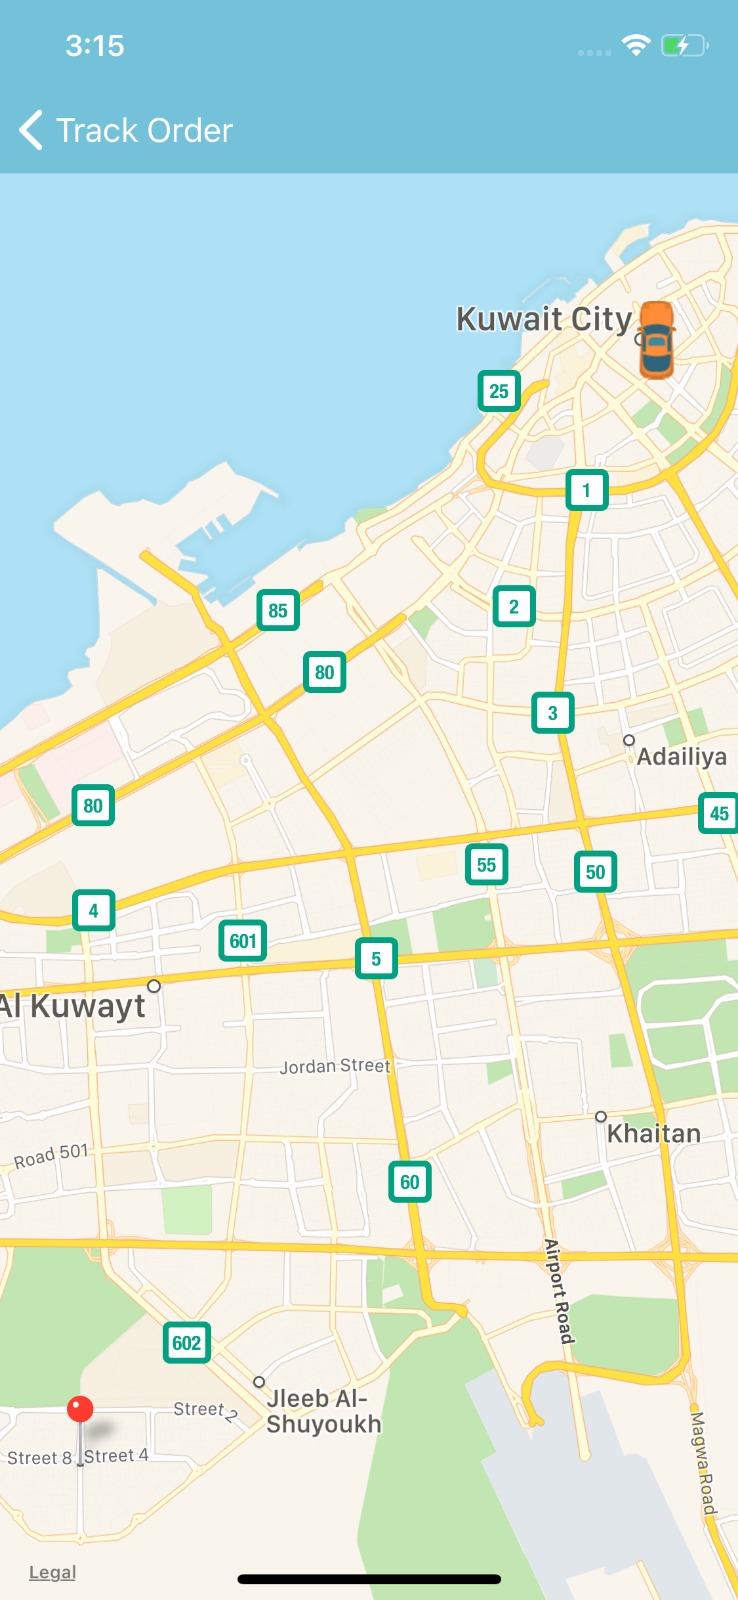 3:15
Track Order
Kuwait City
25
1
85
2
80
3
Adailiya
80
45
55
50
4
601
5
Al Kuwayt
Jordan Street
Khaitan
Road 501
60
Airport Road
602
Jleeb Al-
Shuyoukh
Street 2
Magwa Road
Street 8
Street 4
Legal